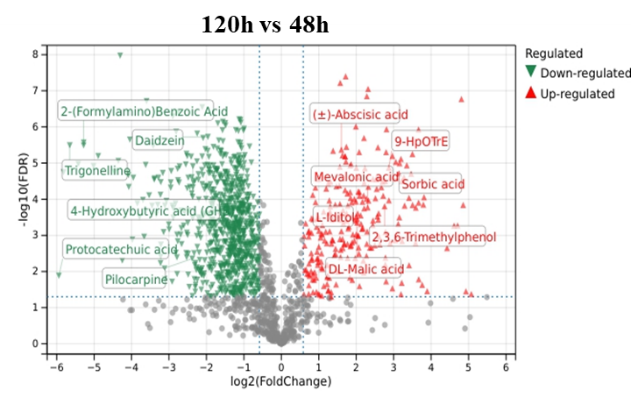 120h vs 48h
Regulated
Down-regulated
Up-regulated
8
7
6
5
4
3
2
1
0
-log10(FDR)
2-(Formylamino)Benzoic Acid
(±)-Abscisic acid
Daidzein
9-HpOTrE
Trigonelline
Mevalonic acid
Sorbic acid
4-Hydroxybutyric acid (GH
L-Iditol
2,3,6-Trimethylphenol
Protocatechuic acid
DL-Malic acid
Pilocarpine
−6 −5 −4 −3 −2 −1 0 1 2 3 4 5 6
log2(FoldChange)